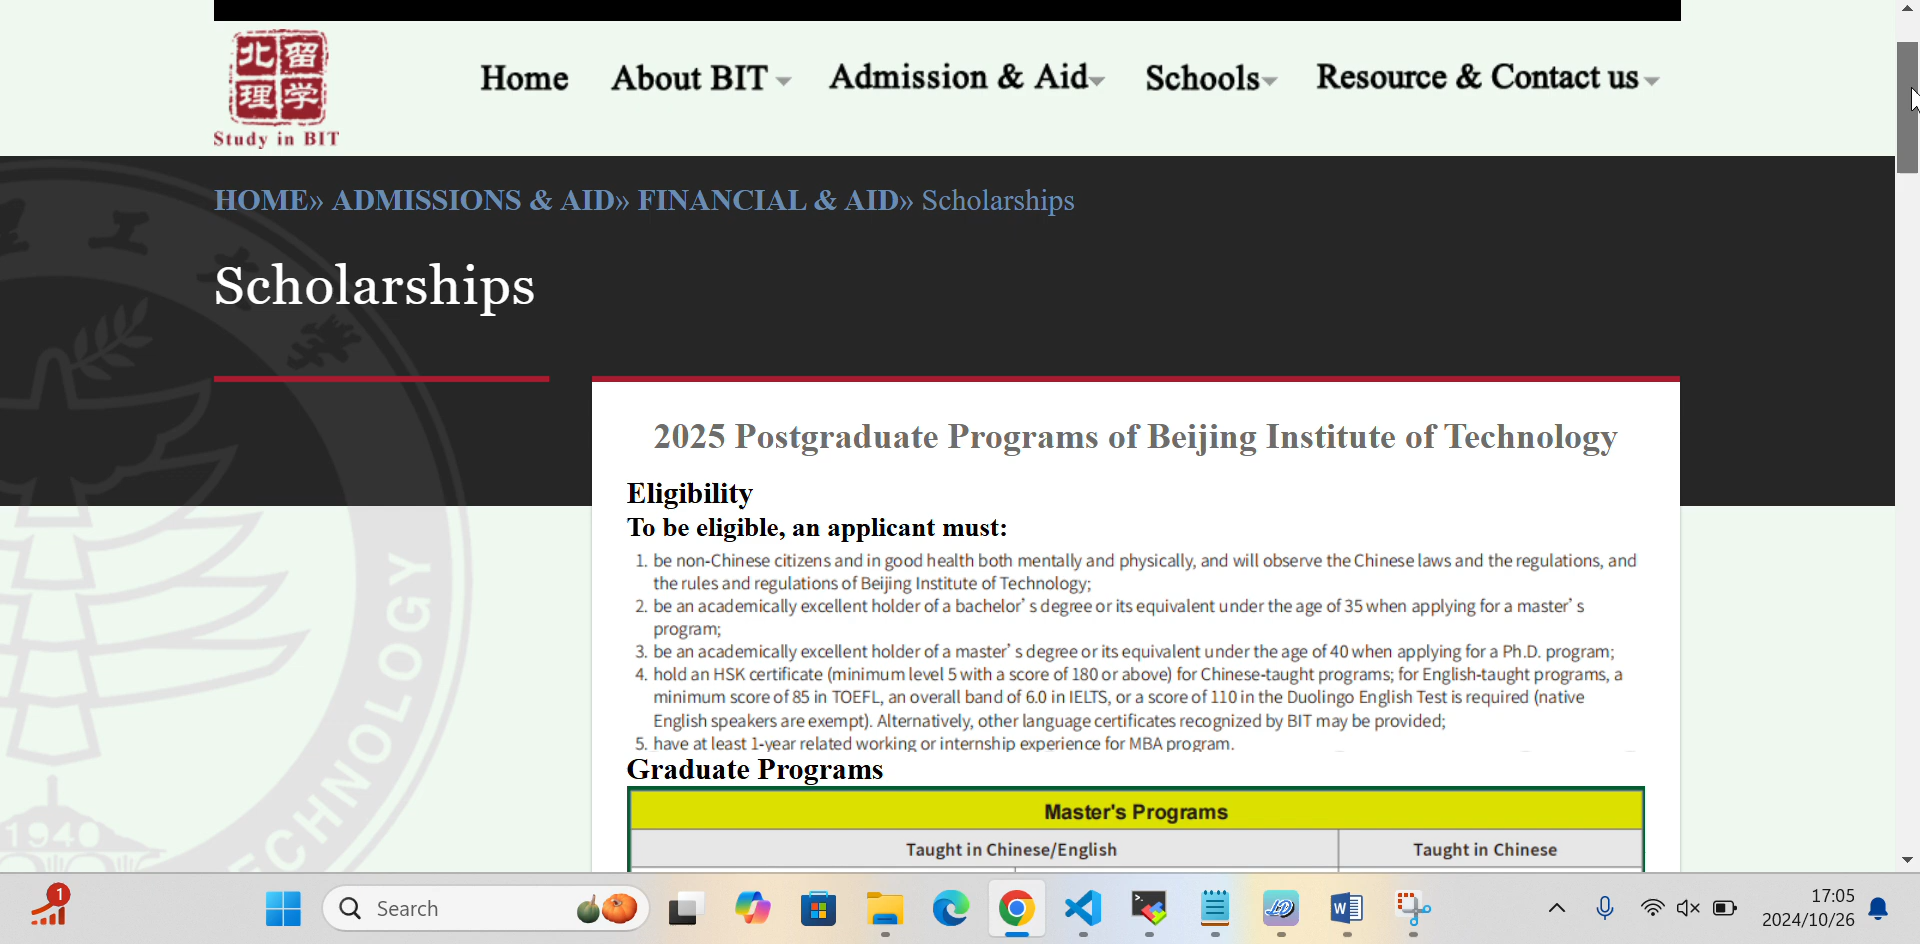 北留
理学
Study in BIT
Home About BIT Admission & Aid Schools Resource & Contact us
HOME» ADMISSIONS & AID» FINANCIAL & AID» Scholarships
Scholarships
2025 Postgraduate Programs of Beijing Institute of Technology
Eligibility
To be eligible, an applicant must:
1. be non-Chinese citizens and in good health both mentally and physically, and will observe the Chinese laws and the regulations, and
the rules and regulations of Beijing Institute of Technology;
2. be an academically excellent holder of a bachelor’s degree or its equivalent under the age of 35 when applying for a master’s
program;
3. be an academically excellent holder of a master’s degree or its equivalent under the age of 40 when applying for a Ph.D. program;
4. hold an HSK certificate (minimum level 5 with a score of 180 or above) for Chinese-taught programs; for English-taught programs, a
minimum score of 85 in TOEFL, an overall band of 6.0 in IELTS, or a score of 110 in the Duolingo English Test is required (native
English speakers are exempt). Alternatively, other language certificates recognized by BIT may be provided;
5. have at least 1-year related working or internship experience for MBA program.
Graduate Programs
Master's Programs
Taught in Chinese/English Taught in Chinese
TECHNOLOGY
1940
1
Search
17:05
2024/10/26